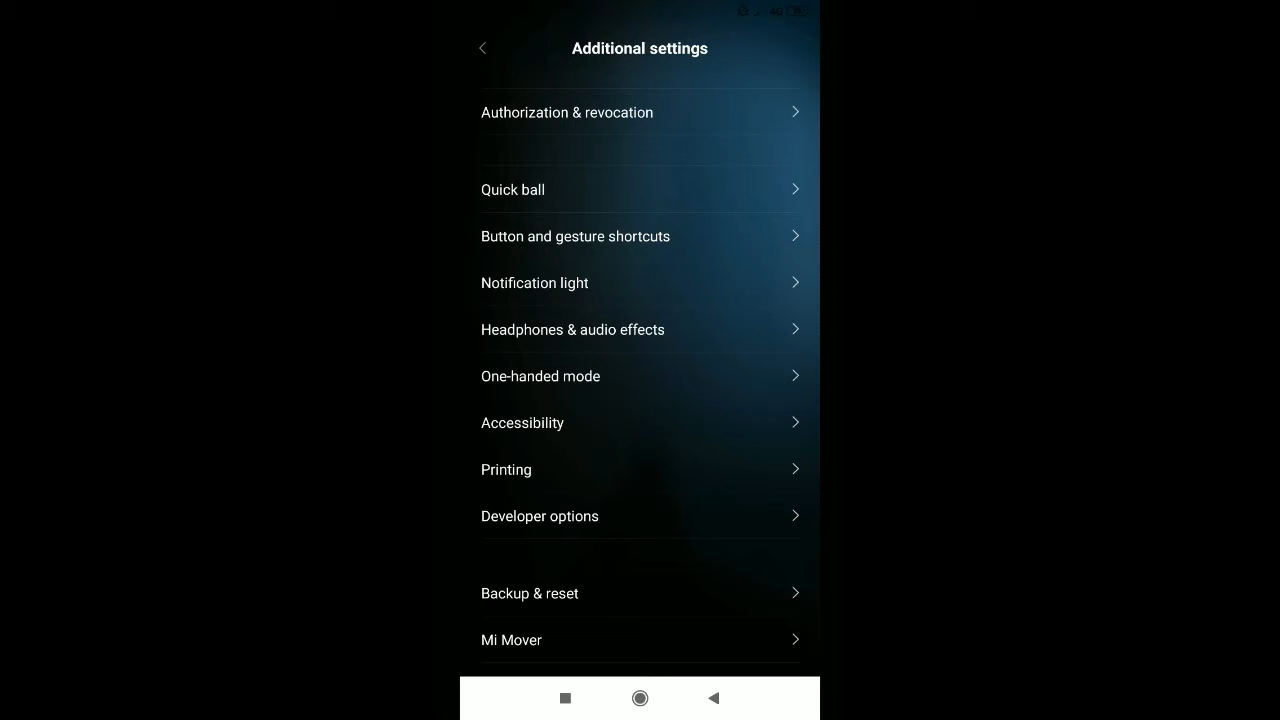 4G
Additional settings
Authorization & revocation
Quick ball
Button and gesture shortcuts
Notification light
Headphones & audio effects
One-handed mode
Accessibility
Printing
Developer options
Backup & reset
Mi Mover